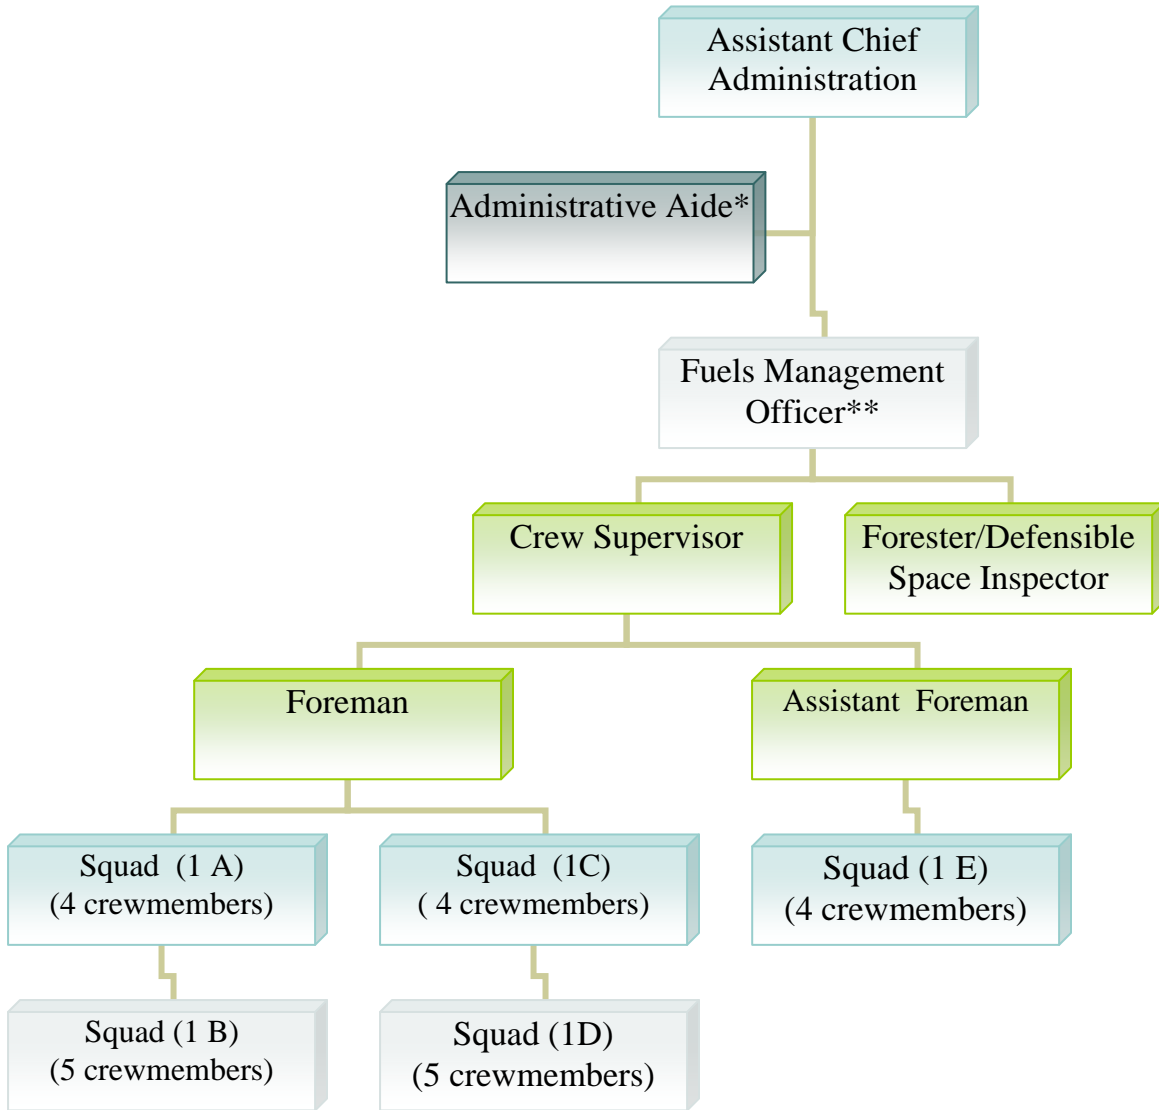 Assistant Chief
Administration
Administrative Aide*
Fuels Management
Officer**
Crew Supervisor
Forester/Defensible
Space Inspector
Foreman
Assistant  Foreman
Squad  (1 A)
(4 crewmembers)
Squad  (1C)
( 4 crewmembers)
Squad (1 E)
(4 crewmembers)
Squad (1 B)
(5 crewmembers)
Squad (1D)
(5 crewmembers)